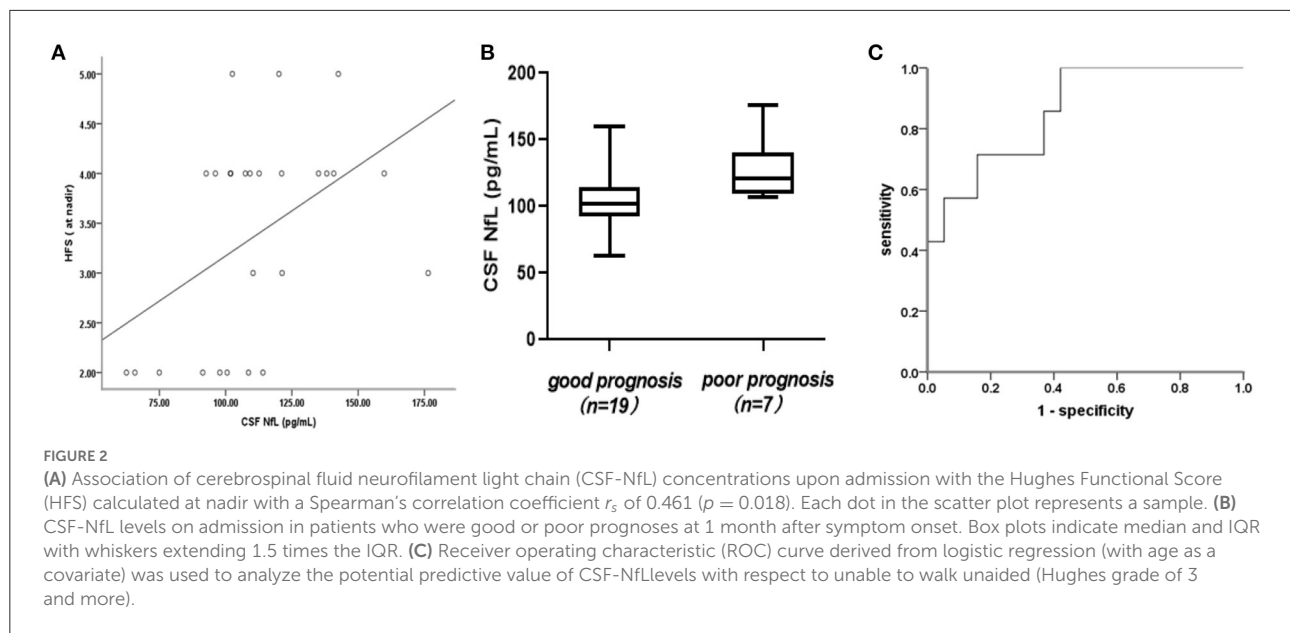 A
HFS ( at nadir)
5.00
4.00
3.00
2.50
2.00
75.00 100.00 125.00 150.00 175.00
CSF NfL (pg/mL)
B
CSF NfL (pg/mL)
200
150
100
50
0
good prognosis poor prognosis
(n=19) (n=7)
C
sensitivity
1.0
0.8
0.6
0.4
0.2
0.0
0.0 0.2 0.4 0.6 0.8 1.0
1 - specificity
FIGURE 2
(A) Association of cerebrospinal fluid neurofilament light chain (CSF-NfL) concentrations upon admission with the Hughes Functional Score
(HFS) calculated at nadir with a Spearman's correlation coefficient rs of 0.461 (p = 0.018). Each dot in the scatter plot represents a sample. (B)
CSF-NfL levels on admission in patients who were good or poor prognoses at 1 month after symptom onset. Box plots indicate median and IQR
with whiskers extending 1.5 times the IQR. (C) Receiver operating characteristic (ROC) curve derived from logistic regression (with age as a
covariate) was used to analyze the potential predictive value of CSF-NfLlevels with respect to unable to walk unaided (Hughes grade of 3
and more).